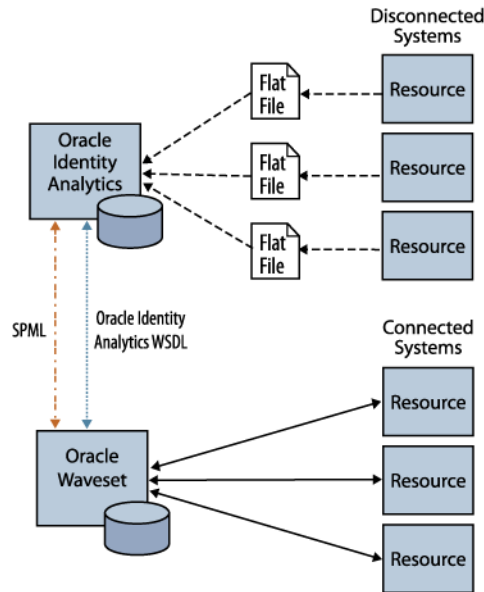 Disconnected
Systems
Flat
File
Resource
Oracle
Identity
Analytics
Flat
File
Resource
Flat
File
Resource
SPML
Oracle Identity
Analytics WSDL
Connected
Systems
Resource
Oracle
Waveset
Resource
Resource